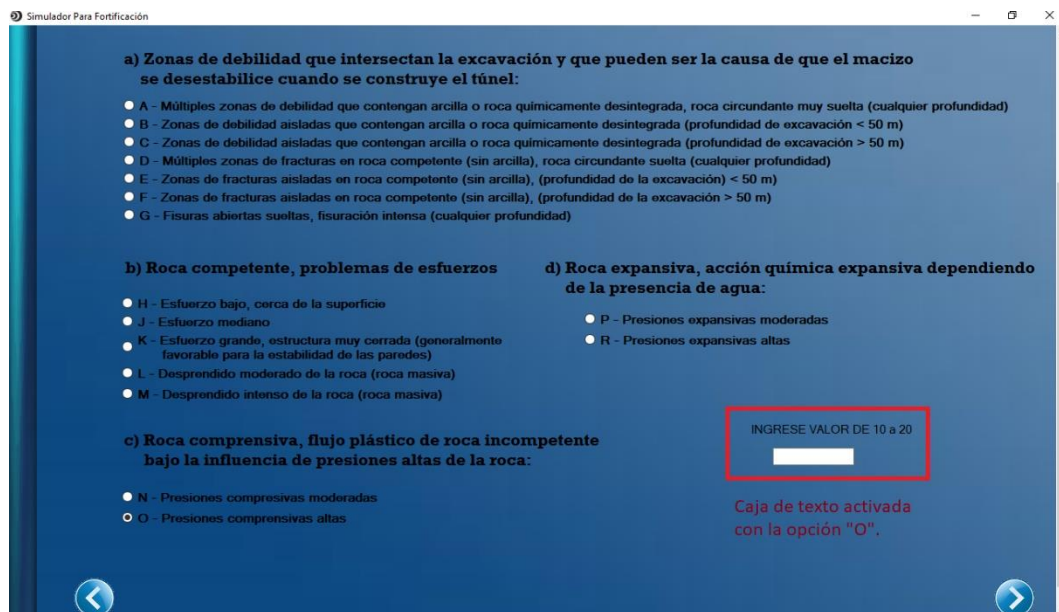 Simulador Para Fortificación
a) Zonas de debilidad que intersectan la excavación y que pueden ser la causa de que el macizo
se desestabilice cuando se construye el túnel:
A - Múltiples zonas de debilidad que contengan arcilla o roca químicamente desintegrada, roca circundante muy suelta (cualquier profundidad)
B - Zonas de debilidad aisladas que contengan arcilla o roca químicamente desintegrada (profundidad de excavación < 50 m)
C - Zonas de debilidad aisladas que contengan arcilla o roca químicamente desintegrada (profundidad de excavación > 50 m)
D - Múltiples zonas de fracturas en roca competente (sin arcilla), roca circundante suelta (cualquier profundidad)
E - Zonas de fracturas aisladas en roca competente (sin arcilla), (profundidad de la excavación) < 50 m)
F - Zonas de fracturas aisladas en roca competente (sin arcilla), (profundidad de la excavación > 50 m)
G - Fisuras abiertas sueltas, fisuración intensa (cualquier profundidad)
b) Roca competente, problemas de esfuerzos
H - Esfuerzo bajo, cerca de la superficie
J - Esfuerzo mediano
K - Esfuerzo grande, estructura muy cerrada (generalmente
favorable para la estabilidad de las paredes)
L - Desprendido moderado de la roca (roca masiva)
M - Desprendido intenso de la roca (roca masiva)
c) Roca comprensiva, flujo plástico de roca incompetente
bajo la influencia de presiones altas de la roca:
N - Presiones compresivas moderadas
O - Presiones comprensivas altas
d) Roca expansiva, acción química expansiva dependiendo
de la presencia de agua:
P - Presiones expansivas moderadas
R - Presiones expansivas altas
INGRESE VALOR DE 10 a 20
Caja de texto activada
con la opción "O".